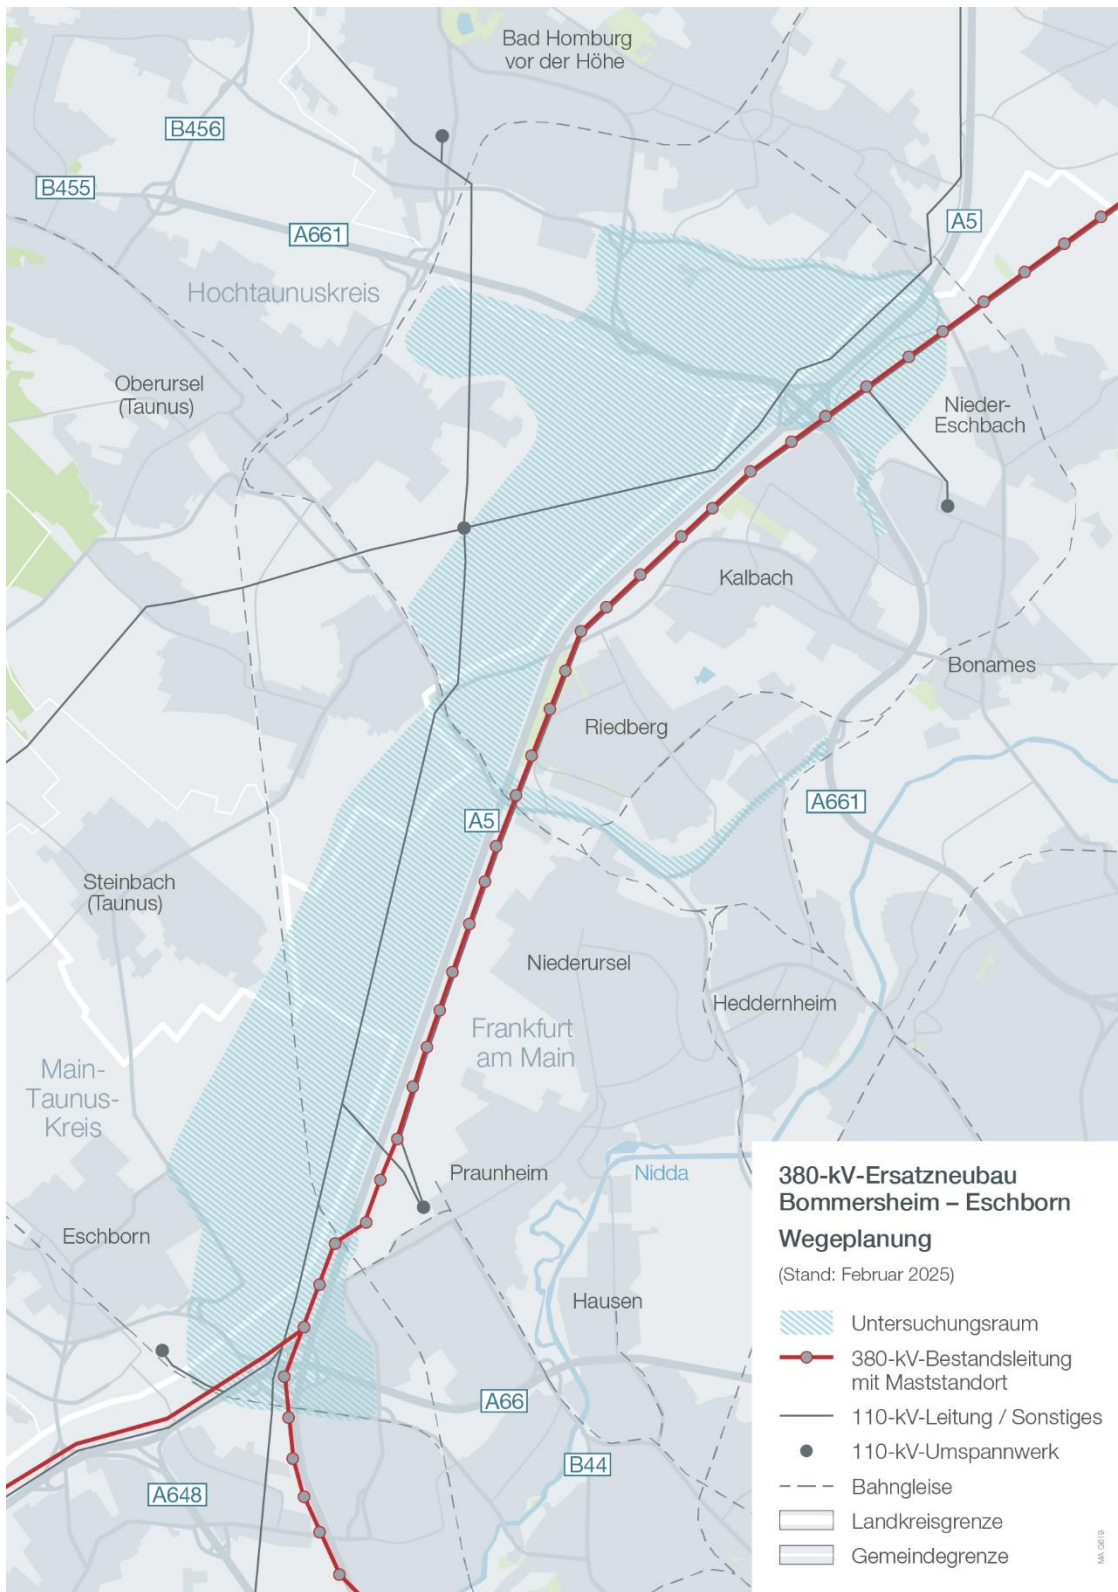 Bad Homburg
vor der Höhe
B456
B455
A661
A5
Hochtaunuskreis
Oberursel
(Taunus)
Nieder-
Eschbach
Kalbach
Bonames
Riedberg
A661
A5
Steinbach
(Taunus)
Niederursel
Heddernheim
Frankfurt
am Main
Main-
Taunus-
Kreis
Praunheim
Nidda
Eschborn
Hausen
A66
B44
A648
380-kV-Ersatzneubau
Bommersheim – Eschborn
Wegeplanung
(Stand: Februar 2025)
Untersuchungsraum
380-kV-Bestandsleitung
mit Maststandort
110-kV-Leitung / Sonstiges
110-kV-Umspannwerk
Bahngleise
Landkreisgrenze
Gemeindegrenze